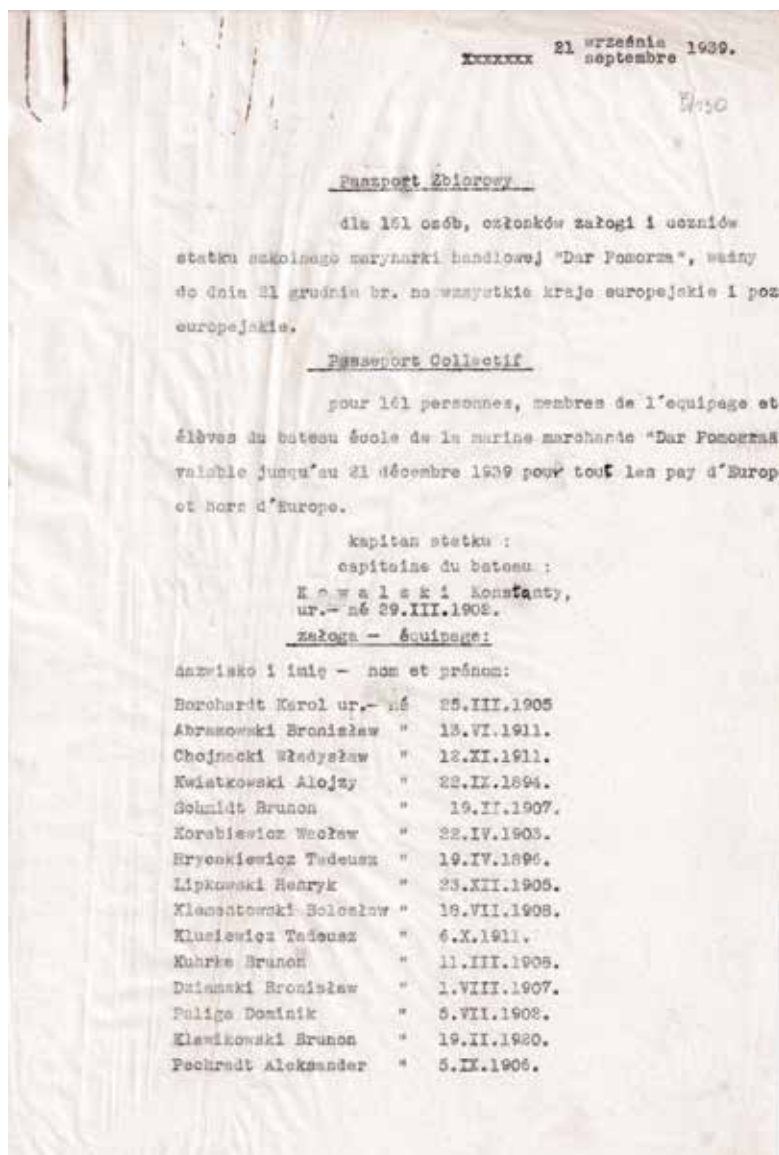 xxxxxxx 21 września 1939.
septembre
Paszport Zbiorowy
dla 161 osób, członków załogi i uczniów
statku szkolnego marynarki handlowej "Dar Pomorza", ważny
do dnia 21 grudnia br. na wszystkie kraje europejskie i poz
europejskie.
Passeport Collectif
pour 161 personnes, membres de l'equipage et
élèves du bateau école de la marine marchande "Dar
valable jusqu'au 21 décembre 1939 pour tout les pay d'Europ
et hors d'Europe.
kapitan statku :
capitaine du bateau :
K o w a l s k i Konstanty,
ur.- né 29.III.1902.
załoga - équipage:
nazwisko i imię - nom et prénom:
Borchardt Karol ur.- né 25.III.1905
Abramowski Bronisław " 13.VI.1911.
Chojnacki Władysław " 12.XI.1911.
Kwiatkowski Alojzy " 22.IX.1894.
Schmidt Brunon " 19.II.1907.
Korabiewicz Wacław " 22.IV.1903.
Hryckiewicz Tadeusz " 19.IV.1896.
Lipkowski Henryk " 23.XII.1905.
Klementowski Bolesław " 18.VII.1908.
Klusiewicz Tadeusz " 6.X.1911.
Kuhrke Brunon " 11.III.1908.
Dziamski Bronisław " 1.VIII.1907.
Paliga Dominik " 5.VII.1902.
Klawikowski Brunon " 19.II.1920.
Pechradt Aleksander " 5.IX.1906.